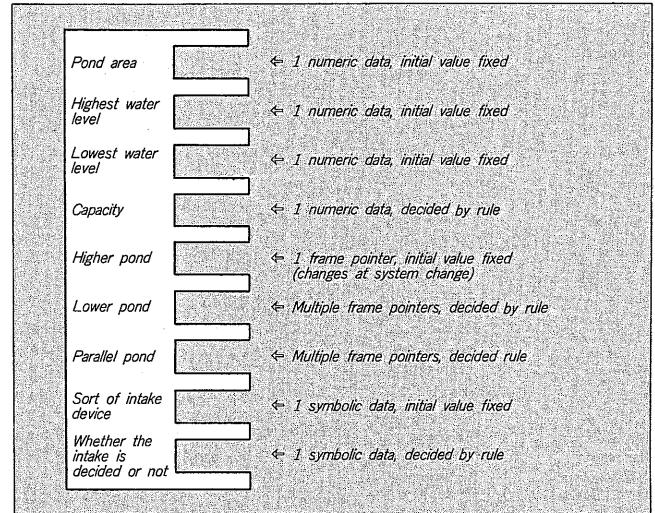 Pond area ⇐ 1 numeric data, initial value fixed
Highest water
level ⇐ 1 numeric data, initial value fixed
Lowest water
level ⇐ 1 numeric data, initial value fixed
Capacity ⇐ 1 numeric data, decided by rule
Higher pond ⇐ 1 frame pointer, initial value fixed
(changes at system change)
Lower pond ⇐ Multiple frame pointers, decided by rule
Parallel pond ⇐ Multiple frame pointers, decided rule
Sort of intake
device ⇐ 1 symbolic data, initial value fixed
Whether the
intake is
decided or not ⇐ 1 symbolic data, decided by rule